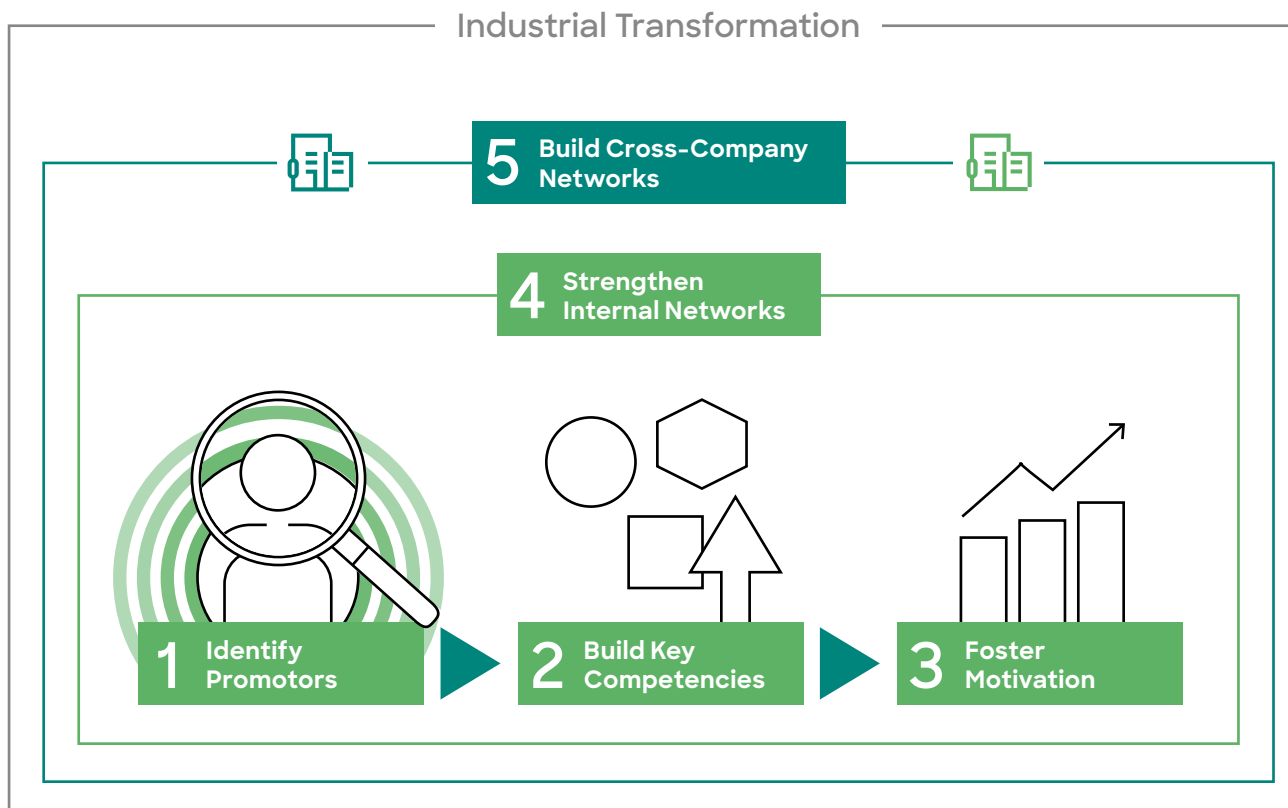 Industrial Transformation
5 Build Cross-Company
Networks
4 Strengthen
Internal Networks
1 Identify
Promotors
2 Build Key
Competencies
3 Foster
Motivation